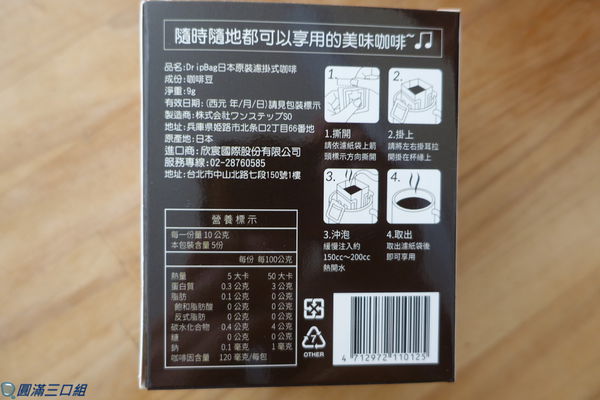 隨時隨地都可以享用的美味咖啡~♫
品名:DripBag日本原裝濾掛式咖啡
成份:咖啡豆
淨重:9g
有效日期:(西元 年/月/日)請見包裝標示
製造商:株式会社ワンステップSO
地址:兵庫県姫路市北条口2丁目66番地
原產地:日本
進口商:欣宸國際股份有限公司
服務專線:02-28760585
地址:台北市中山北路七段150號1樓
1.撕開
請依濾紙袋上箭
頭標示方向撕開
2.掛上
請將左右掛耳拉
開掛在杯緣上
3.沖泡
緩慢注入約
150cc～200cc
熱開水
4.取出
取出濾紙袋後
即可享用
營養標示
每一份量 10 公克
本包裝含量 5份
每份 每100公克
熱量 5 大卡 50 大卡
蛋白質 0.3 公克 3 公克
脂肪 0.1 公克 1 公克
飽和脂肪酸 0 公克 0 公克
反式脂肪 0 公克 0 公克
碳水化合物 0.4 公克 4 公克
糖 0 公克 0 公克
鈉 0.1 毫克 1 毫克
咖啡因含量 120 毫克/每包
7
OTHER
4 712972 110125
圓滿三口組